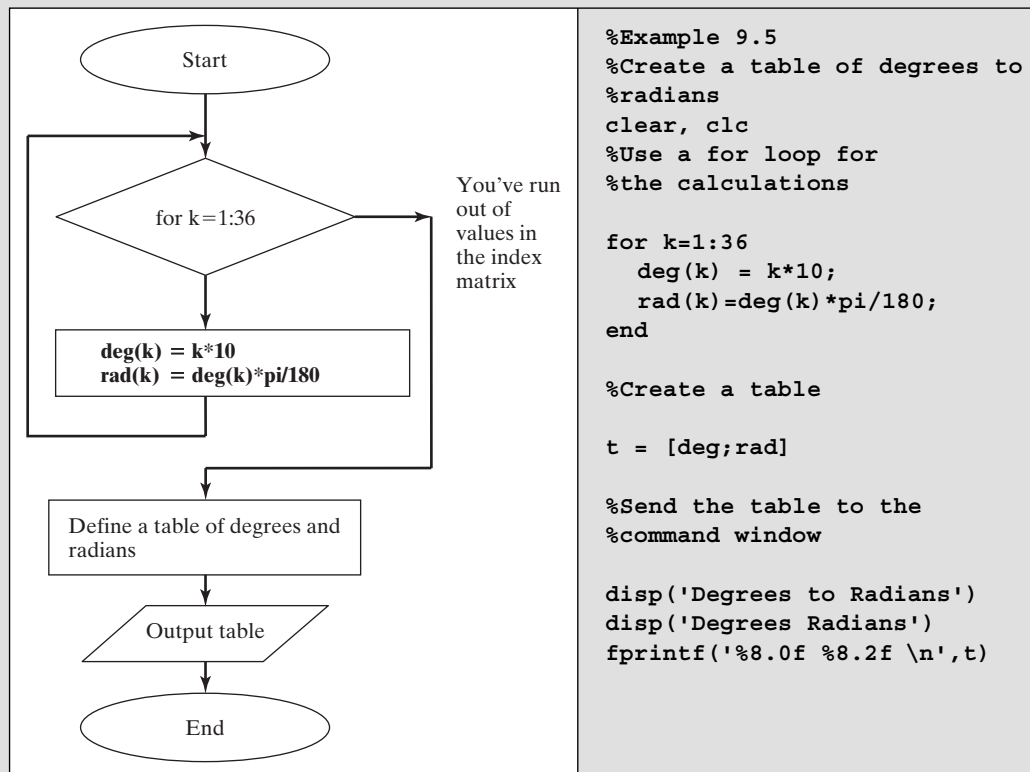 Start
for k=1:36
You've run
out of
values in
the index
matrix
deg(k) = k*10
rad(k) = deg(k)*pi/180
Define a table of degrees and
radians
Output table
End
%Example 9.5
%Create a table of degrees to
%radians
clear, clc
%Use a for loop for
%the calculations
for k=1:36
deg(k) = k*10;
rad(k)=deg(k)*pi/180;
end
%Create a table
t = [deg;rad]
%Send the table to the
%command window
disp('Degrees to Radians')
disp('Degrees Radians')
fprintf('%8.0f %8.2f \n',t)